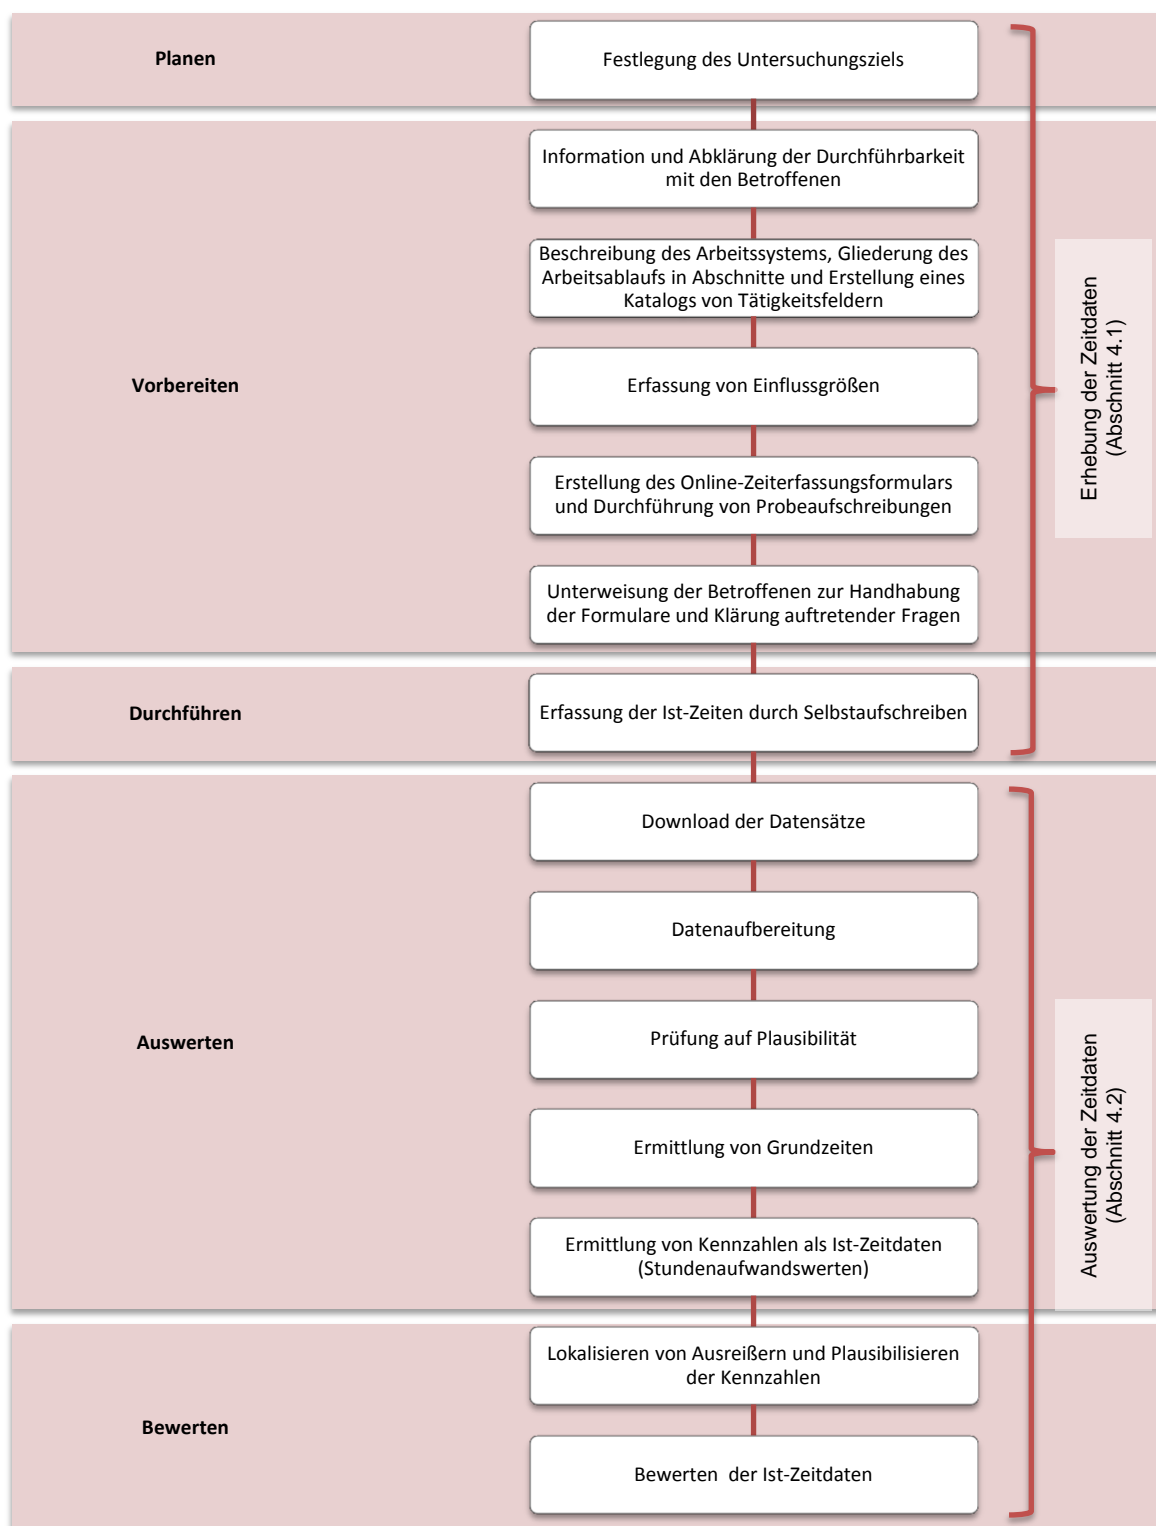 Planen
Festlegung des Untersuchungsziels
Vorbereiten
Information und Abklärung der Durchführbarkeit
mit den Betroffenen
Beschreibung des Arbeitssystems, Gliederung des
Arbeitsablaufs in Abschnitte und Erstellung eines
Katalogs von Tätigkeitsfeldern
Erfassung von Einflussgrößen
Erstellung des Online-Zeiterfassungsformulars
und Durchführung von Probeaufschreibungen
Unterweisung der Betroffenen zur Handhabung
der Formulare und Klärung auftretender Fragen
Durchführen
Erfassung der Ist-Zeiten durch Selbstaufschreiben
Erhebung der Zeitdaten
(Abschnitt 4.1)
Auswerten
Download der Datensätze
Datenaufbereitung
Prüfung auf Plausibilität
Ermittlung von Grundzeiten
Ermittlung von Kennzahlen als Ist-Zeitdaten
(Stundenaufwandswerten)
Bewerten
Lokalisieren von Ausreißern und Plausibilisieren
der Kennzahlen
Bewerten der Ist-Zeitdaten
Auswertung der Zeitdaten
(Abschnitt 4.2)